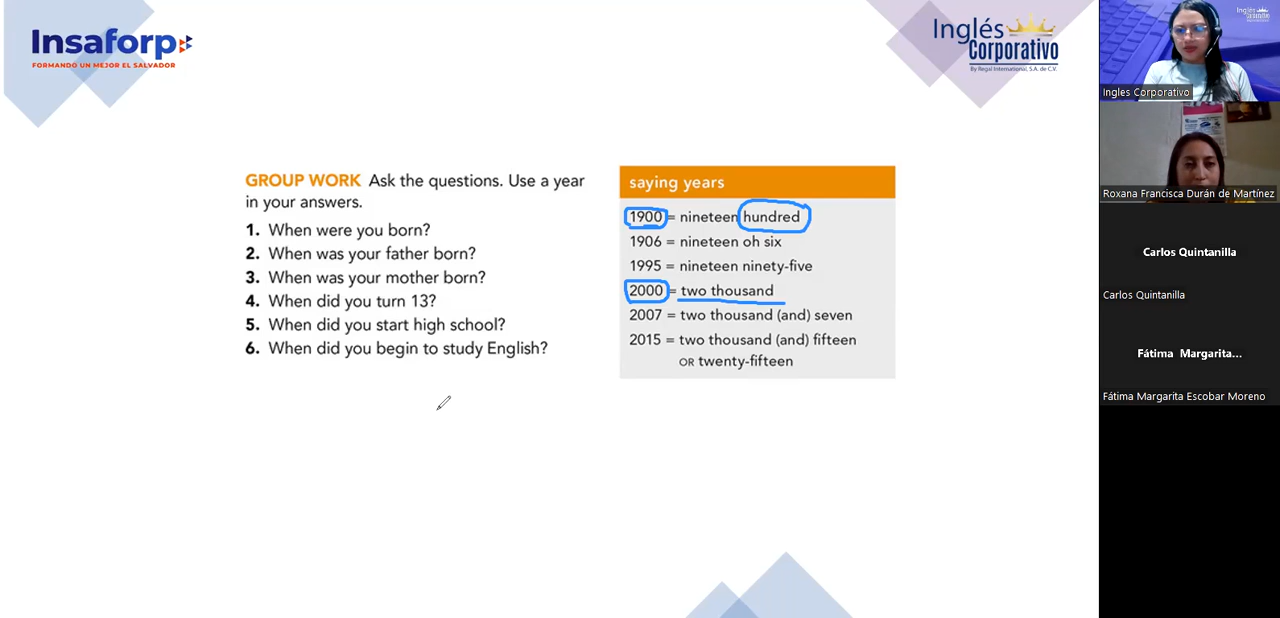 Insaforp
FORMANDO UN MEJOR EL SALVADOR
Inglés
Corporativo
By Regal International, S.A. de C.V.
GROUP WORK Ask the questions. Use a year
in your answers.
1. When were you born?
2. When was your father born?
3. When was your mother born?
4. When did you turn 13?
5. When did you start high school?
6. When did you begin to study English?
saying years
1900 = nineteen hundred
1906 = nineteen oh six
1995 = nineteen ninety-five
2000 = two thousand
2007 = two thousand (and) seven
2015 = two thousand (and) fifteen
OR twenty-fifteen
Ingles Corporativo
Roxana Francisca Durán de Martínez
Carlos Quintanilla
Carlos Quintanilla
Fátima Margarita...
Fátima Margarita Escobar Moreno